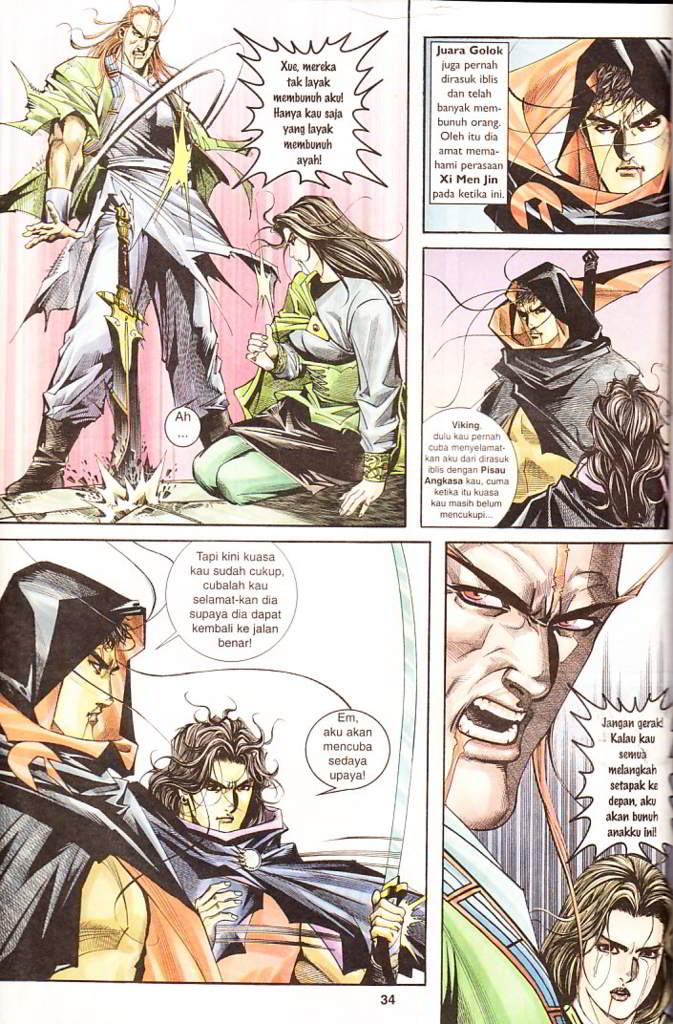 Xue, mereka
tak layak
membunuh aku!
Hanya kau saja
yang layak
membunuh
ayah!
Ah
...
Juara Golok
juga pernah
dirasuk iblis
dan telah
banyak mem-
bunuh orang.
Oleh itu dia
amat mema-
hami perasaan
Xi Men Jin
pada ketika ini.
Viking,
dulu kau pernah
cuba menyelamat-
kan aku dari dirasuk
iblis dengan Pisau
Angkasa kau, cuma
ketika itu kuasa
kau masih belum
mencukupi...
Tapi kini kuasa
kau sudah cukup,
cubalah kau
selamat-kan dia
supaya dia dapat
kembali ke jalan
benar!
Em,
aku akan
mencuba
sedaya
upaya!
Jangan gerak!
Kalau kau
semua
melangkah
setapak ke
depan, aku
akan bunuh
anakku ini!
34